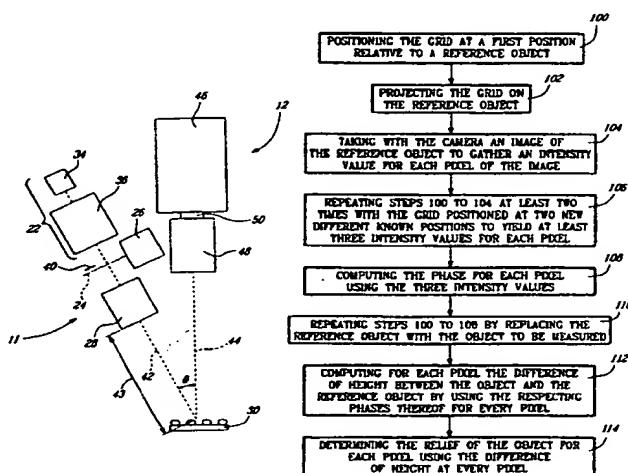 46
12
34
36
22
26
50
48
40
24
28
11
42
44
43
θ
30
100
POSITIONING THE GRID AT A FIRST POSITION
RELATIVE TO A REFERENCE OBJECT
102
PROJECTING THE GRID ON
THE REFERENCE OBJECT
104
TAKING WITH THE CAMERA AN IMAGE OF
THE REFERENCE OBJECT TO GATHER AN INTENSITY
VALUE FOR EACH PIXEL OF THE IMAGE
106
REPEATING STEPS 100 TO 104 AT LEAST TWO
TIMES WITH THE GRID POSITIONED AT TWO NEW
DIFFERENT KNOWN POSITIONS TO YIELD AT LEAST
THREE INTENSITY VALUES FOR EACH PIXEL
108
COMPUTING THE PHASE FOR EACH PIXEL
USING THE THREE INTENSITY VALUES
110
REPEATING STEPS 100 TO 108 BY REPLACING THE
REFERENCE OBJECT WITH THE OBJECT TO BE MEASURED
112
COMPUTING FOR EACH PIXEL THE DIFFERENCE
OF HEIGHT BETWEEN THE OBJECT AND THE
REFERENCE OBJECT BY USING THE RESPECTING
PHASES THEREOF FOR EVERY PIXEL
114
DETERMINING THE RELIEF OF THE OBJECT FOR
EACH PIXEL USING THE DIFFERENCE
OF HEIGHT AT EVERY PIXEL